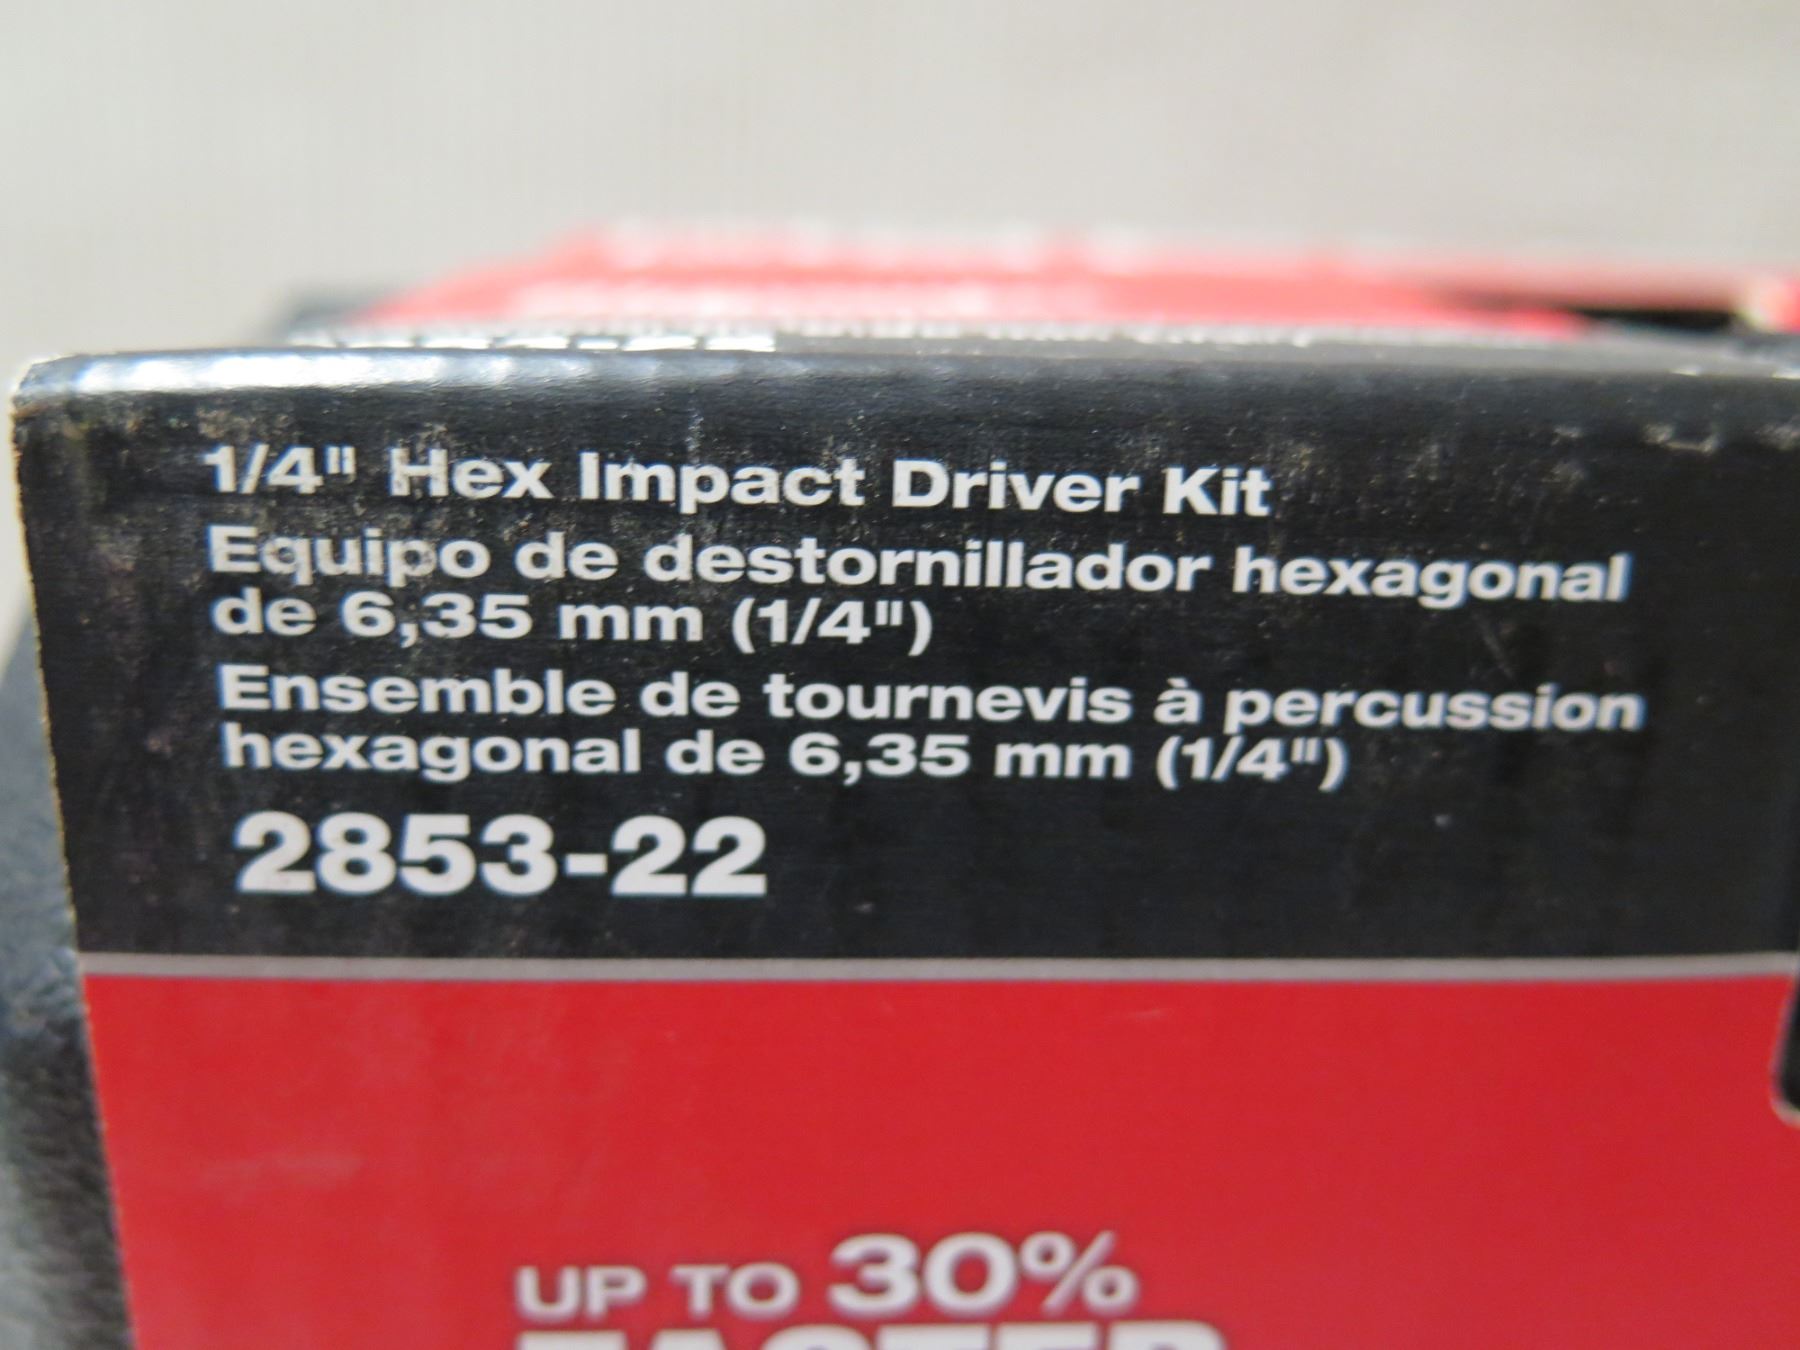 1/4" Hex Impact Driver Kit
Equipo de destornillador hexagonal
de 6,35 mm (1/4")
Ensemble de tournevis à percussion
hexagonal de 6,35 mm (1/4")
2853-22
UP TO 30%
FASTER